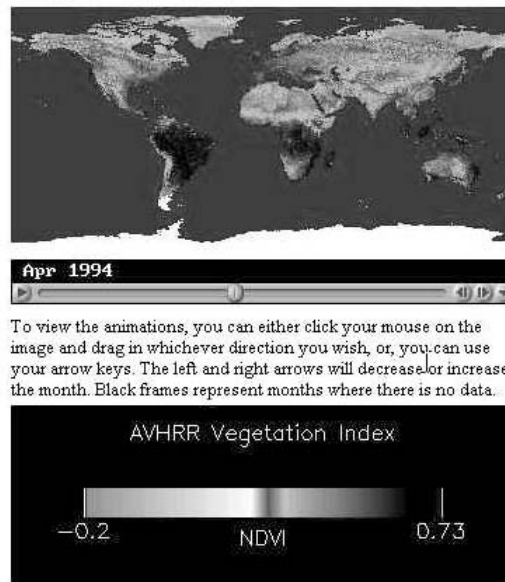 Apr 1994
To view the animations, you can either click your mouse on the
image and drag in whichever direction you wish, or, you can use
your arrow keys. The left and right arrows will decrease or increase
the month. Black frames represent months where there is no data.
AVHRR Vegetation Index
-0.2
NDVI
0.73